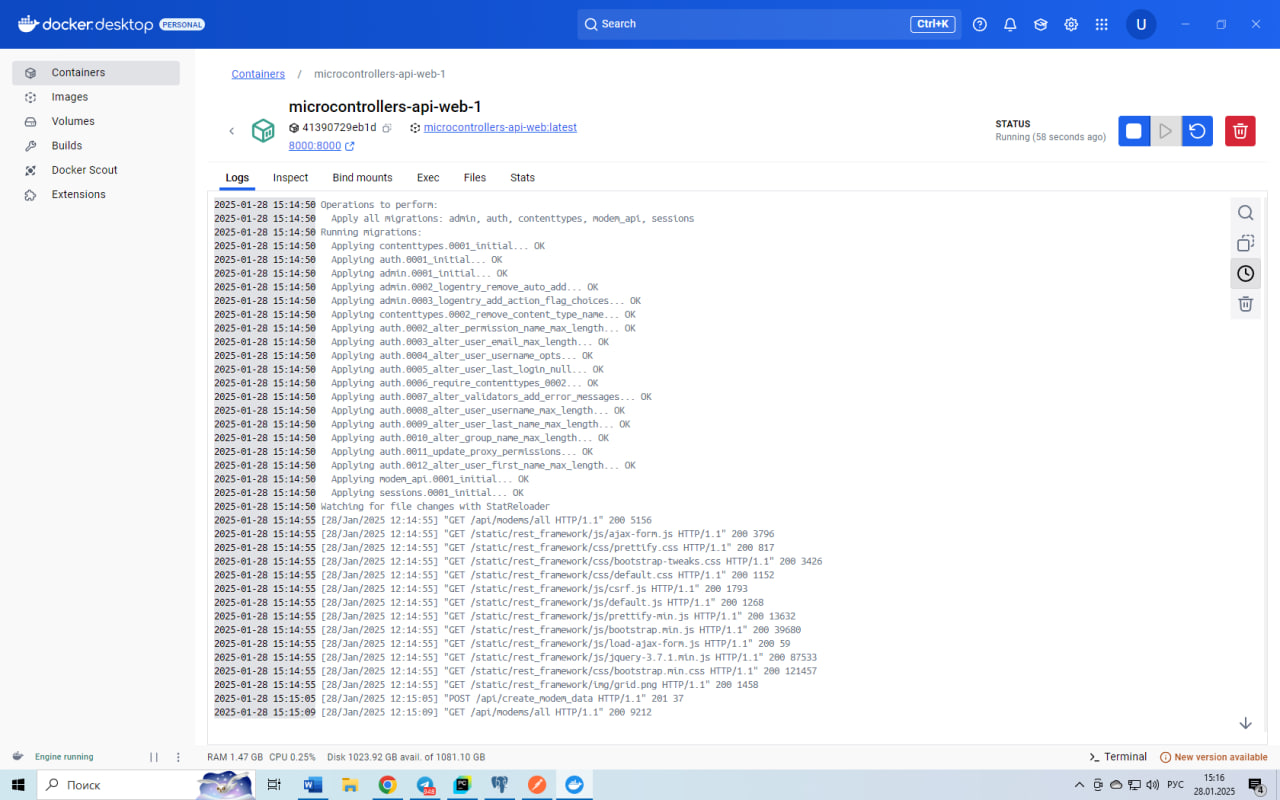 docker.desktop PERSONAL
Search Ctrl+K
U
Containers
Images
Volumes
Builds
Docker Scout
Extensions
Containers / microcontrollers-api-web-1
microcontrollers-api-web-1
41390729eb1d microcontrollers-api-web:latest
8000:8000
STATUS
Running (58 seconds ago)
Logs Inspect Bind mounts Exec Files Stats
2025-01-28 15:14:50 Operations to perform:
2025-01-28 15:14:50 Apply all migrations: admin, auth, contenttypes, modem_api, sessions
2025-01-28 15:14:50 Running migrations:
2025-01-28 15:14:50 Applying contenttypes.0001_initial... OK
2025-01-28 15:14:50 Applying auth.0001_initial... OK
2025-01-28 15:14:50 Applying admin.0001_initial... OK
2025-01-28 15:14:50 Applying admin.0002_logentry_remove_auto_add... OK
2025-01-28 15:14:50 Applying admin.0003_logentry_add_action_flag_choices... OK
2025-01-28 15:14:50 Applying contenttypes.0002_remove_content_type_name... OK
2025-01-28 15:14:50 Applying auth.0002_alter_permission_name_max_length... OK
2025-01-28 15:14:50 Applying auth.0003_alter_user_email_max_length... OK
2025-01-28 15:14:50 Applying auth.0004_alter_user_username_opts... OK
2025-01-28 15:14:50 Applying auth.0005_alter_user_last_login_null... OK
2025-01-28 15:14:50 Applying auth.0006_require_contenttypes_0002... OK
2025-01-28 15:14:50 Applying auth.0007_alter_validators_add_error_messages... OK
2025-01-28 15:14:50 Applying auth.0008_alter_user_username_max_length... OK
2025-01-28 15:14:50 Applying auth.0009_alter_user_last_name_max_length... OK
2025-01-28 15:14:50 Applying auth.0010_alter_group_name_max_length... OK
2025-01-28 15:14:50 Applying auth.0011_update_proxy_permissions... OK
2025-01-28 15:14:50 Applying auth.0012_alter_user_first_name_max_length... OK
2025-01-28 15:14:50 Applying modem_api.0001_initial... OK
2025-01-28 15:14:50 Applying sessions.0001_initial... OK
2025-01-28 15:14:50 Watching for file changes with StatReloader
2025-01-28 15:14:55 [28/Jan/2025 12:14:55] "GET /api/modems/all HTTP/1.1" 200 5156
2025-01-28 15:14:55 [28/Jan/2025 12:14:55] "GET /static/rest_framework/js/ajax-form.js HTTP/1.1" 200 3796
2025-01-28 15:14:55 [28/Jan/2025 12:14:55] "GET /static/rest_framework/css/prettify.css HTTP/1.1" 200 817
2025-01-28 15:14:55 [28/Jan/2025 12:14:55] "GET /static/rest_framework/css/bootstrap-tweaks.css HTTP/1.1" 200 3426
2025-01-28 15:14:55 [28/Jan/2025 12:14:55] "GET /static/rest_framework/css/default.css HTTP/1.1" 200 1152
2025-01-28 15:14:55 [28/Jan/2025 12:14:55] "GET /static/rest_framework/js/csrf.js HTTP/1.1" 200 1793
2025-01-28 15:14:55 [28/Jan/2025 12:14:55] "GET /static/rest_framework/js/default.js HTTP/1.1" 200 1268
2025-01-28 15:14:55 [28/Jan/2025 12:14:55] "GET /static/rest_framework/js/prettify-min.js HTTP/1.1" 200 13632
2025-01-28 15:14:55 [28/Jan/2025 12:14:55] "GET /static/rest_framework/js/bootstrap.min.js HTTP/1.1" 200 39680
2025-01-28 15:14:55 [28/Jan/2025 12:14:55] "GET /static/rest_framework/js/load-ajax-form.js HTTP/1.1" 200 59
2025-01-28 15:14:55 [28/Jan/2025 12:14:55] "GET /static/rest_framework/js/jquery-3.7.1.min.js HTTP/1.1" 200 87533
2025-01-28 15:14:55 [28/Jan/2025 12:14:55] "GET /static/rest_framework/css/bootstrap.min.css HTTP/1.1" 200 121457
2025-01-28 15:14:55 [28/Jan/2025 12:14:55] "GET /static/rest_framework/img/grid.png HTTP/1.1" 200 1458
2025-01-28 15:15:05 [28/Jan/2025 12:15:05] "POST /api/create_modem_data HTTP/1.1" 201 37
2025-01-28 15:15:09 [28/Jan/2025 12:15:09] "GET /api/modems/all HTTP/1.1" 200 9212
Engine running RAM 1.47 GB CPU 0.25% Disk 1023.92 GB avail. of 1081.10 GB Terminal New version available
Поиск
W
848
PC
РУС
15:16
28.01.2025
4